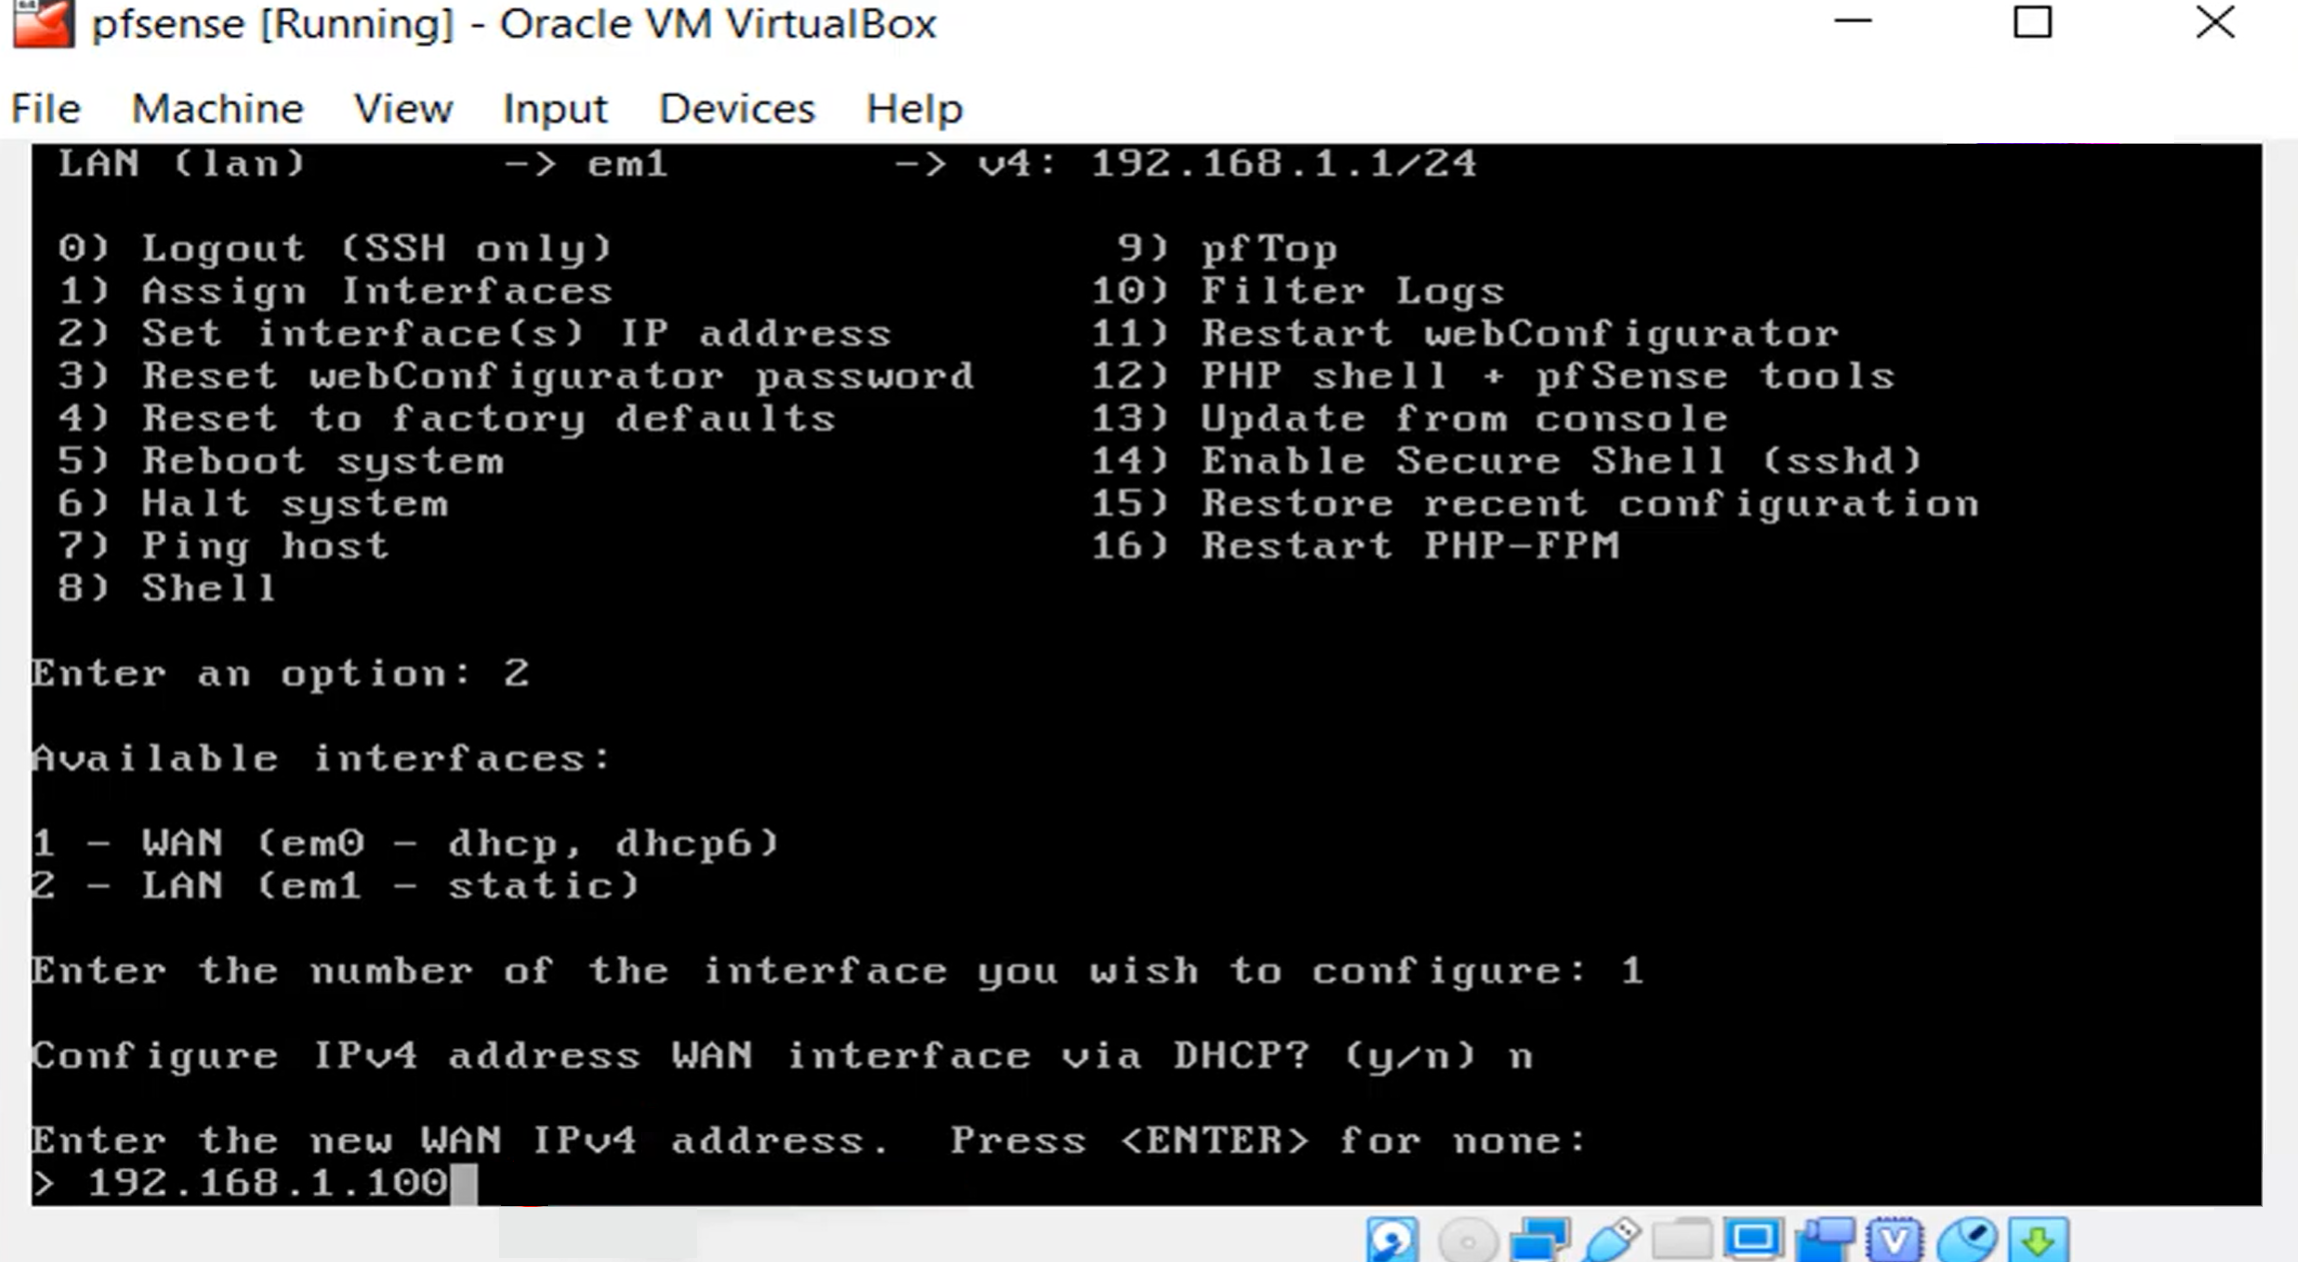 pfsense [Running] - Oracle VM VirtualBox
File Machine View Input Devices Help
LAN (lan) -> em1 -> v4: 192.168.1.1/24
0) Logout (SSH only) 9) pfTop
1) Assign Interfaces 10) Filter Logs
2) Set interface(s) IP address 11) Restart webConfigurator
3) Reset webConfigurator password 12) PHP shell + pfSense tools
4) Reset to factory defaults 13) Update from console
5) Reboot system 14) Enable Secure Shell (sshd)
6) Halt system 15) Restore recent configuration
7) Ping host 16) Restart PHP-FPM
8) Shell
Enter an option: 2
Available interfaces:
1 - WAN (em0 - dhcp, dhcp6)
2 - LAN (em1 - static)
Enter the number of the interface you wish to configure: 1
Configure IPv4 address WAN interface via DHCP? (y/n) n
Enter the new WAN IPv4 address. Press <ENTER> for none:
> 192.168.1.100